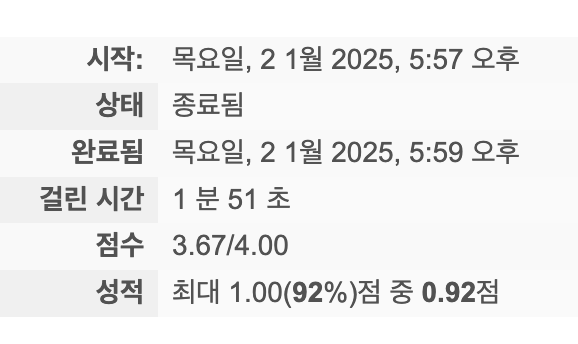 시작: 목요일, 2 1월 2025, 5:57 오후
상태 종료됨
완료됨 목요일, 2 1월 2025, 5:59 오후
걸린 시간 1 분 51 초
점수 3.67/4.00
성적 최대 1.00(92%)점 중 0.92점